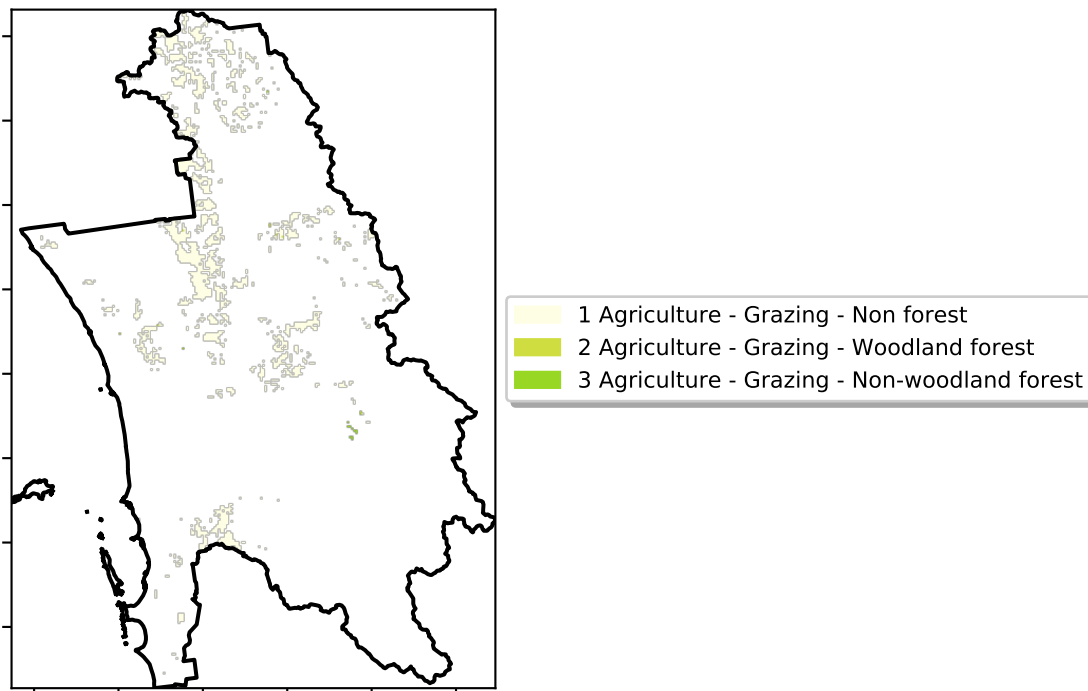 1 Agriculture - Grazing - Non forest
2 Agriculture - Grazing - Woodland forest
3 Agriculture - Grazing - Non-woodland forest